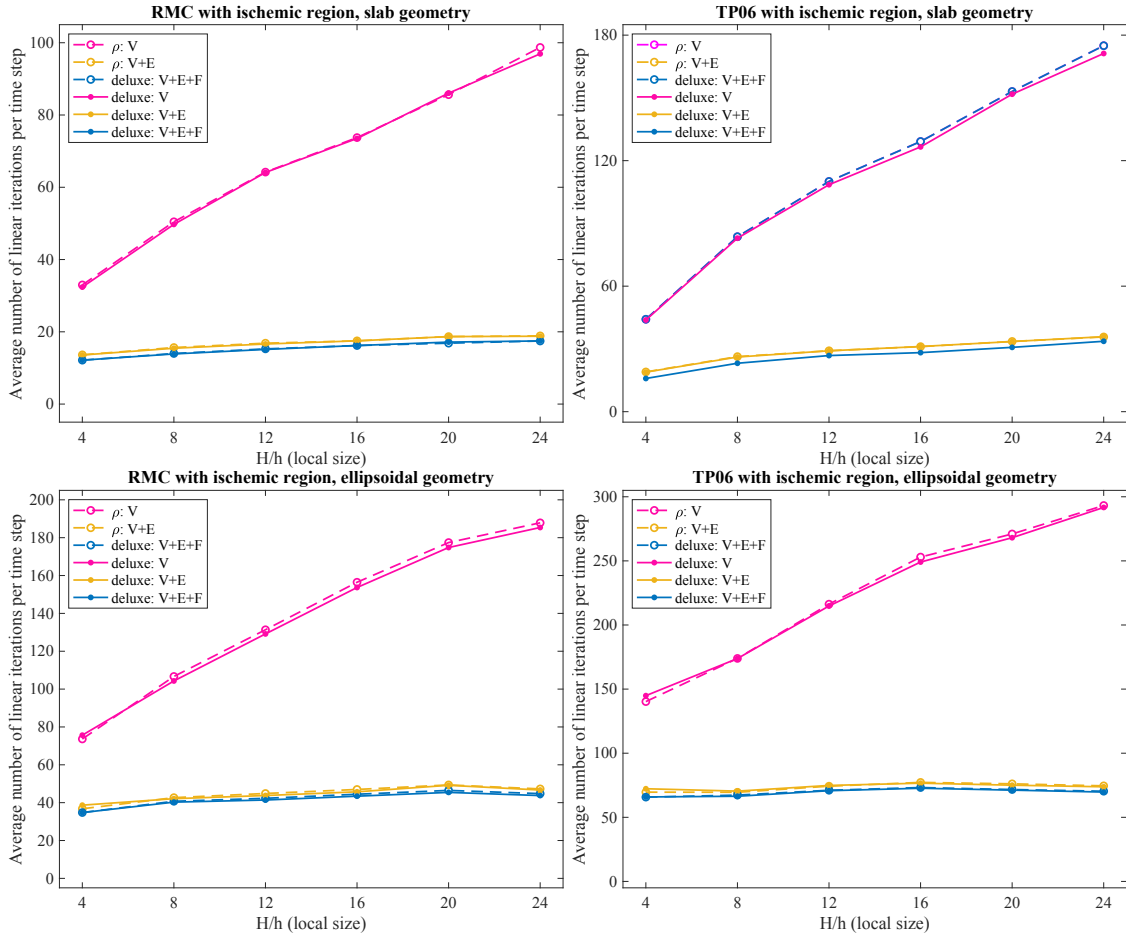 RMC with ischemic region, slab geometry
Average number of linear iterations per time step
100
80
60
40
20
0
ρ: V
ρ: V+E
deluxe: V+E+F
deluxe: V
deluxe: V+E
deluxe: V+E+F
4 8 12 16 20 24
H/h (local size)
TP06 with ischemic region, slab geometry
Average number of linear iterations per time step
180
120
60
0
ρ: V
ρ: V+E
deluxe: V+E+F
deluxe: V
deluxe: V+E
deluxe: V+E+F
4 8 12 16 20 24
H/h (local size)
RMC with ischemic region, ellipsoidal geometry
Average number of linear iterations per time step
200
180
160
140
120
100
80
60
40
20
0
ρ: V
ρ: V+E
deluxe: V+E+F
deluxe: V
deluxe: V+E
deluxe: V+E+F
4 8 12 16 20 24
H/h (local size)
TP06 with ischemic region, ellipsoidal geometry
Average number of linear iterations per time step
300
250
200
150
100
50
0
ρ: V
ρ: V+E
deluxe: V+E+F
deluxe: V
deluxe: V+E
deluxe: V+E+F
4 8 12 16 20 24
H/h (local size)